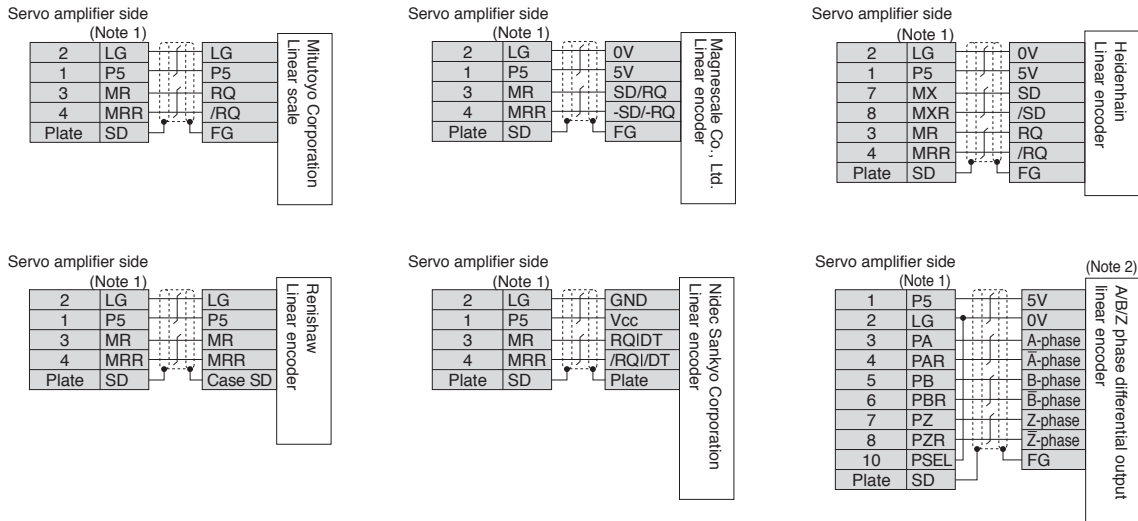 Servo amplifier side
(Note 1)
2 LG LG
1 P5 P5
3 MR RQ
4 MRR /RQ
Plate SD FG
Mitutoyo Corporation
Linear scale
Servo amplifier side
(Note 1)
2 LG 0V
1 P5 5V
3 MR SD/RQ
4 MRR -SD/-RQ
Plate SD FG
Magnescale Co., Ltd.
Linear encoder
Servo amplifier side
(Note 1)
2 LG 0V
1 P5 5V
7 MX SD
8 MXR /SD
3 MR RQ
4 MRR /RQ
Plate SD FG
Heidenhain
Linear encoder
Servo amplifier side
(Note 1)
2 LG LG
1 P5 P5
3 MR MR
4 MRR MRR
Plate SD Case SD
Renishaw
Linear encoder
Servo amplifier side
(Note 1)
2 LG GND
1 P5 Vcc
3 MR RQIDT
4 MRR /RQI/DT
Plate SD Plate
Nidec Sankyo Corporation
Linear encoder
Servo amplifier side
(Note 1)
(Note 2)
1 P5 5V
2 LG 0V
3 PA A-phase
4 PAR A̅-phase
5 PB B-phase
6 PBR B̅-phase
7 PZ Z-phase
8 PZR Z̅-phase
10 PSEL FG
Plate SD
A/B/Z phase differential output
linear encoder